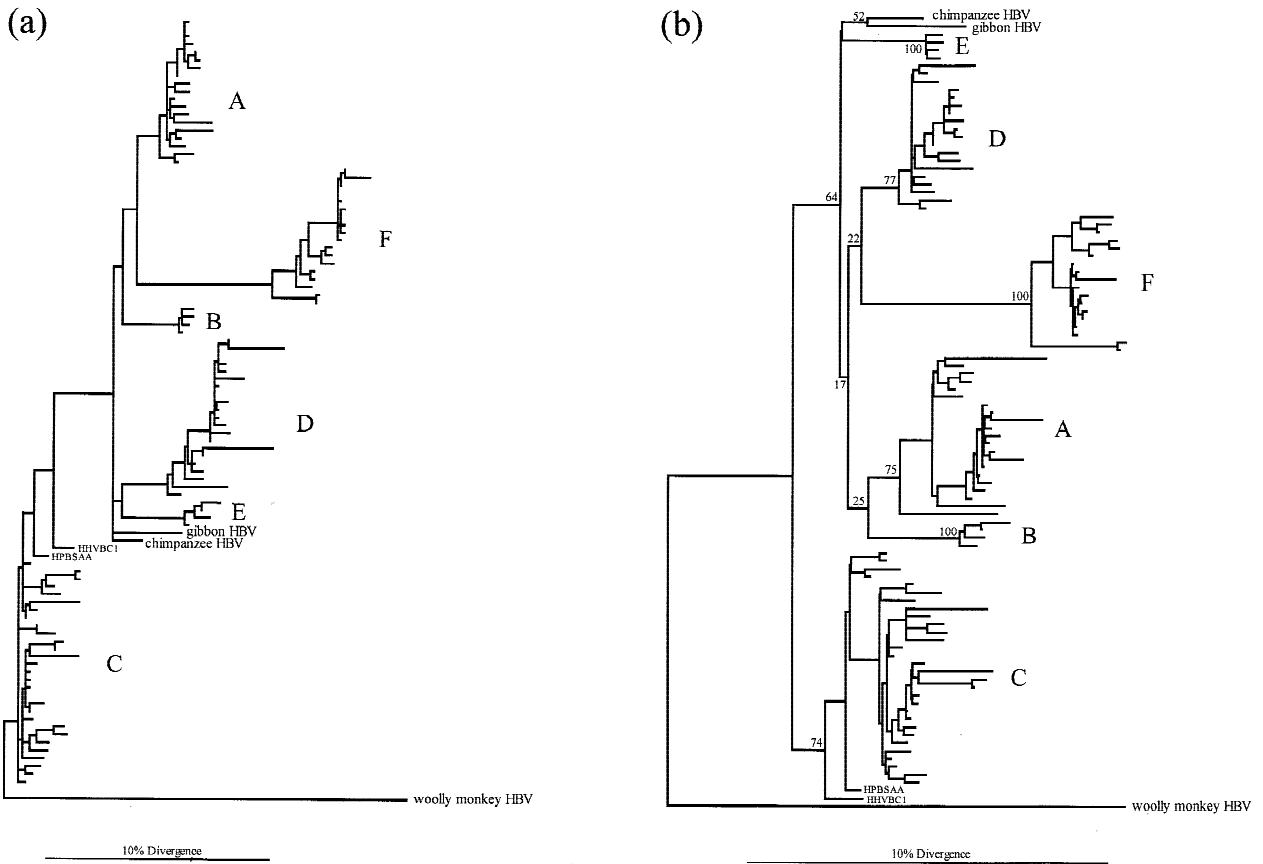 (a)
A
F
B
D
E
gibbon HBV
chimpanzee HBV
HHVBC1
HPBSAA
C
woolly monkey HBV
10% Divergence
(b)
52
chimpanzee HBV
gibbon HBV
100
E
D
77
64
22
F
100
17
A
75
25
100
B
C
74
HPBSAA
HHVBC1
woolly monkey HBV
10% Divergence